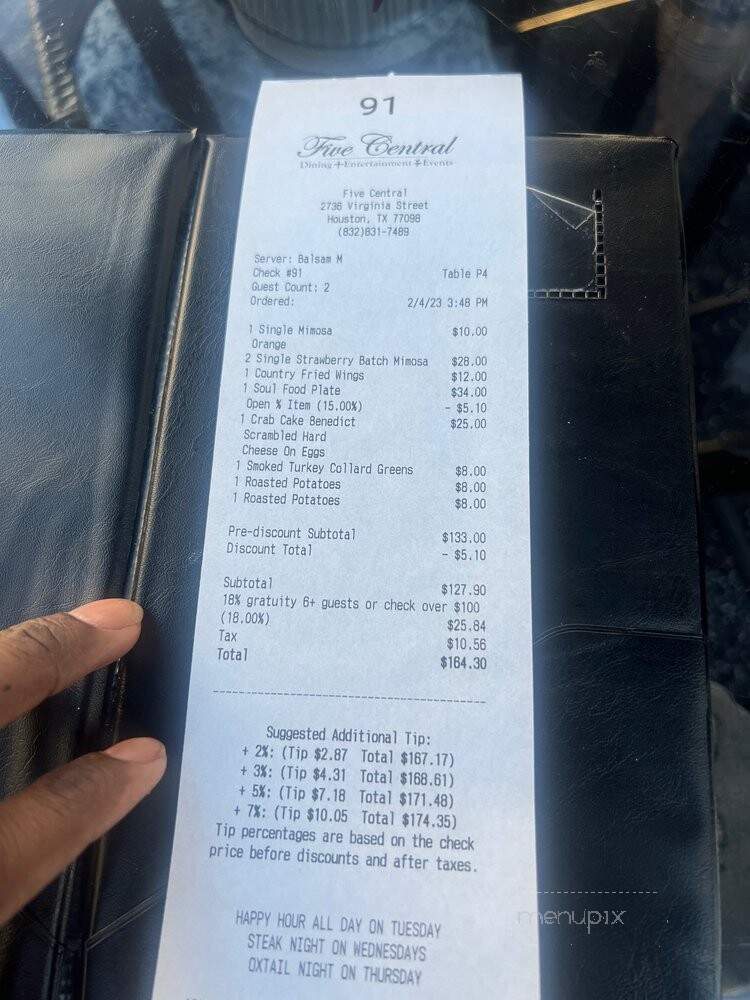 91
Five Central
Dining Entertainment Events
Five Central
2736 Virginia Street
Houston, TX 77098
(832)831-7489
Server: Balsam M
Check #91 Table P4
Guest Count: 2
Ordered: 2/4/23 3:48 PM
1 Single Mimosa $10.00
Orange
2 Single Strawberry Batch Mimosa $28.00
1 Country Fried Wings $12.00
1 Soul Food Plate $34.00
Open % Item (15.00%) - $5.10
1 Crab Cake Benedict $25.00
Scrambled Hard
Cheese On Eggs
1 Smoked Turkey Collard Greens $8.00
1 Roasted Potatoes $8.00
1 Roasted Potatoes $8.00
Pre-discount Subtotal $133.00
Discount Total - $5.10
Subtotal $127.90
18% gratuity 6+ guests or check over $100
(18.00%) $25.84
Tax $10.56
Total $164.30
Suggested Additional Tip:
+ 2%: (Tip $2.87 Total $167.17)
+ 3%: (Tip $4.31 Total $168.61)
+ 5%: (Tip $7.18 Total $171.48)
+ 7%: (Tip $10.05 Total $174.35)
Tip percentages are based on the check
price before discounts and after taxes.
HAPPY HOUR ALL DAY ON TUESDAY
STEAK NIGHT ON WEDNESDAYS
OXTAIL NIGHT ON THURSDAY
menupix